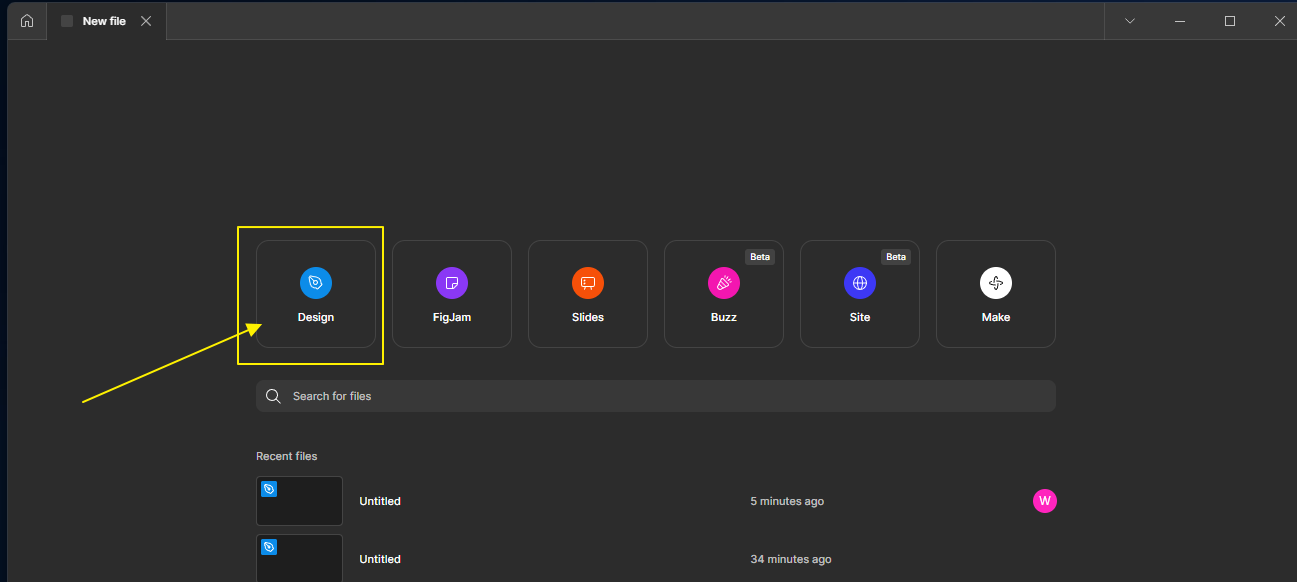 New file
Beta
Beta
Design
FigJam
Slides
Buzz
Site
Make
Search for files
Recent files
Untitled
5 minutes ago
W
Untitled
34 minutes ago